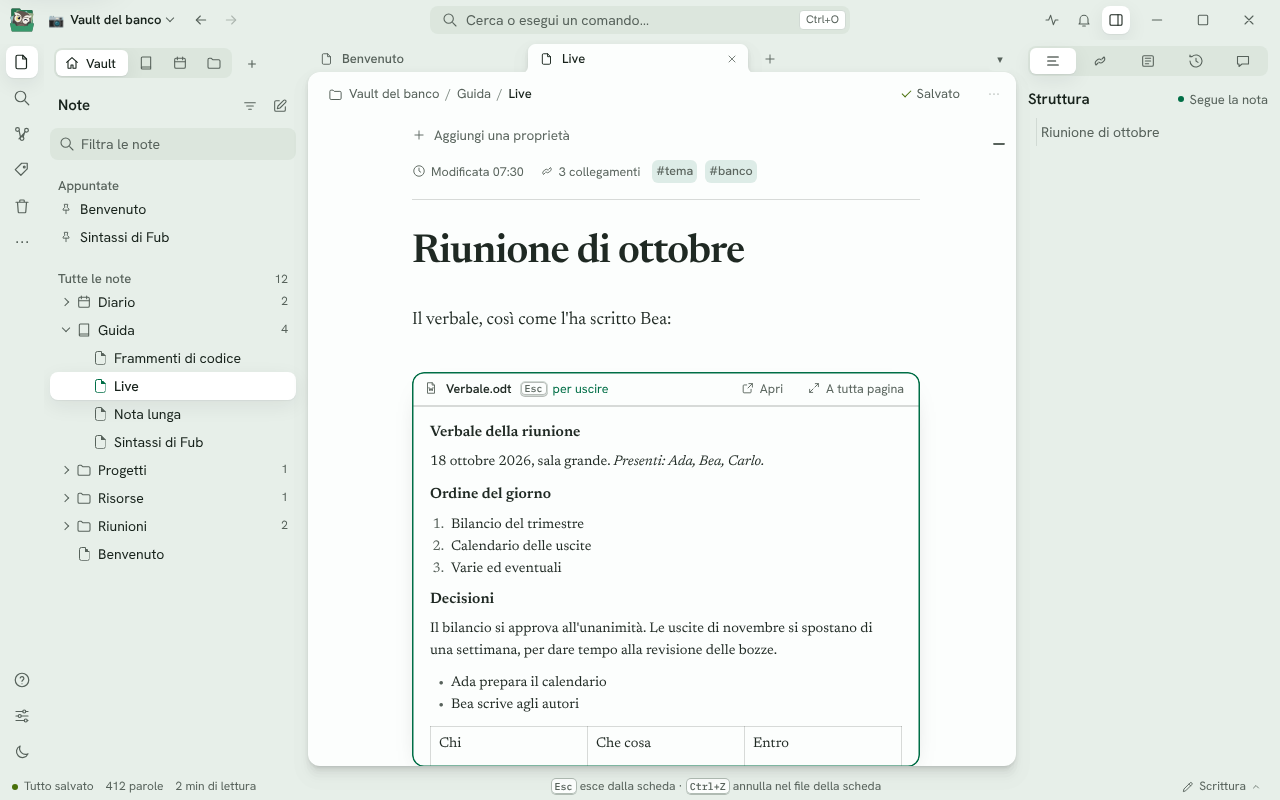 Vault del banco
Cerca o esegui un comando...
Ctrl+O
Vault
Benvenuto
Live
Note
Filtra le note
Appuntate
Benvenuto
Sintassi di Fub
Tutte le note 12
Diario 2
Guida 4
Frammenti di codice
Live
Nota lunga
Sintassi di Fub
Progetti 1
Risorse 1
Riunioni 2
Benvenuto
Vault del banco / Guida / Live
Salvato
Aggiungi una proprietà
Modificata 07:30 3 collegamenti #tema #banco
Riunione di ottobre
Il verbale, così come l'ha scritto Bea:
Verbale.odt Esc per uscire Apri A tutta pagina
Verbale della riunione
18 ottobre 2026, sala grande. Presenti: Ada, Bea, Carlo.
Ordine del giorno
1. Bilancio del trimestre
2. Calendario delle uscite
3. Varie ed eventuali
Decisioni
Il bilancio si approva all'unanimità. Le uscite di novembre si spostano di
una settimana, per dare tempo alla revisione delle bozze.
• Ada prepara il calendario
• Bea scrive agli autori
Chi Che cosa Entro
Struttura
Segue la nota
Riunione di ottobre
Tutto salvato 412 parole 2 min di lettura
Esc esce dalla scheda · Ctrl+Z annulla nel file della scheda
Scrittura